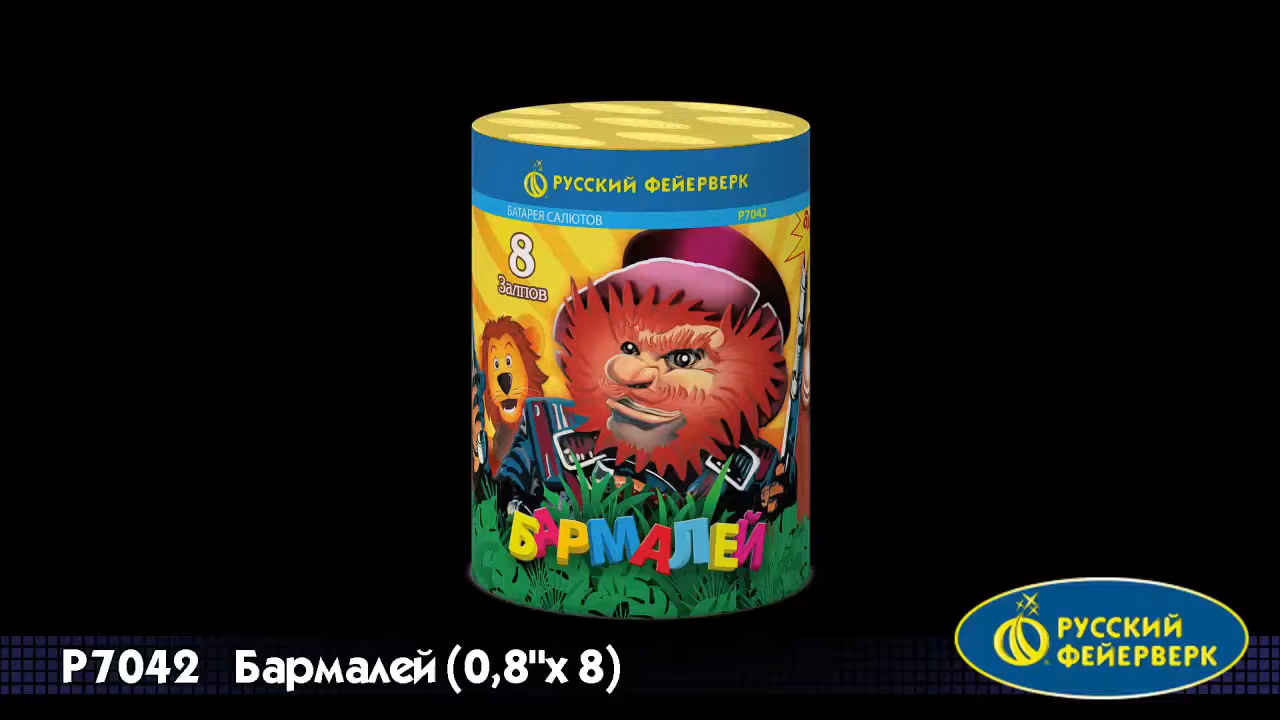 РУССКИЙ ФЕЙЕРВЕРК
БАТАРЕЯ САЛЮТОВ
Р7042
8
Залпов
БАРМАЛЕЙ
Р7042 Бармалей (0,8"х 8)
РУССКИЙ
ФЕЙЕРВЕРК